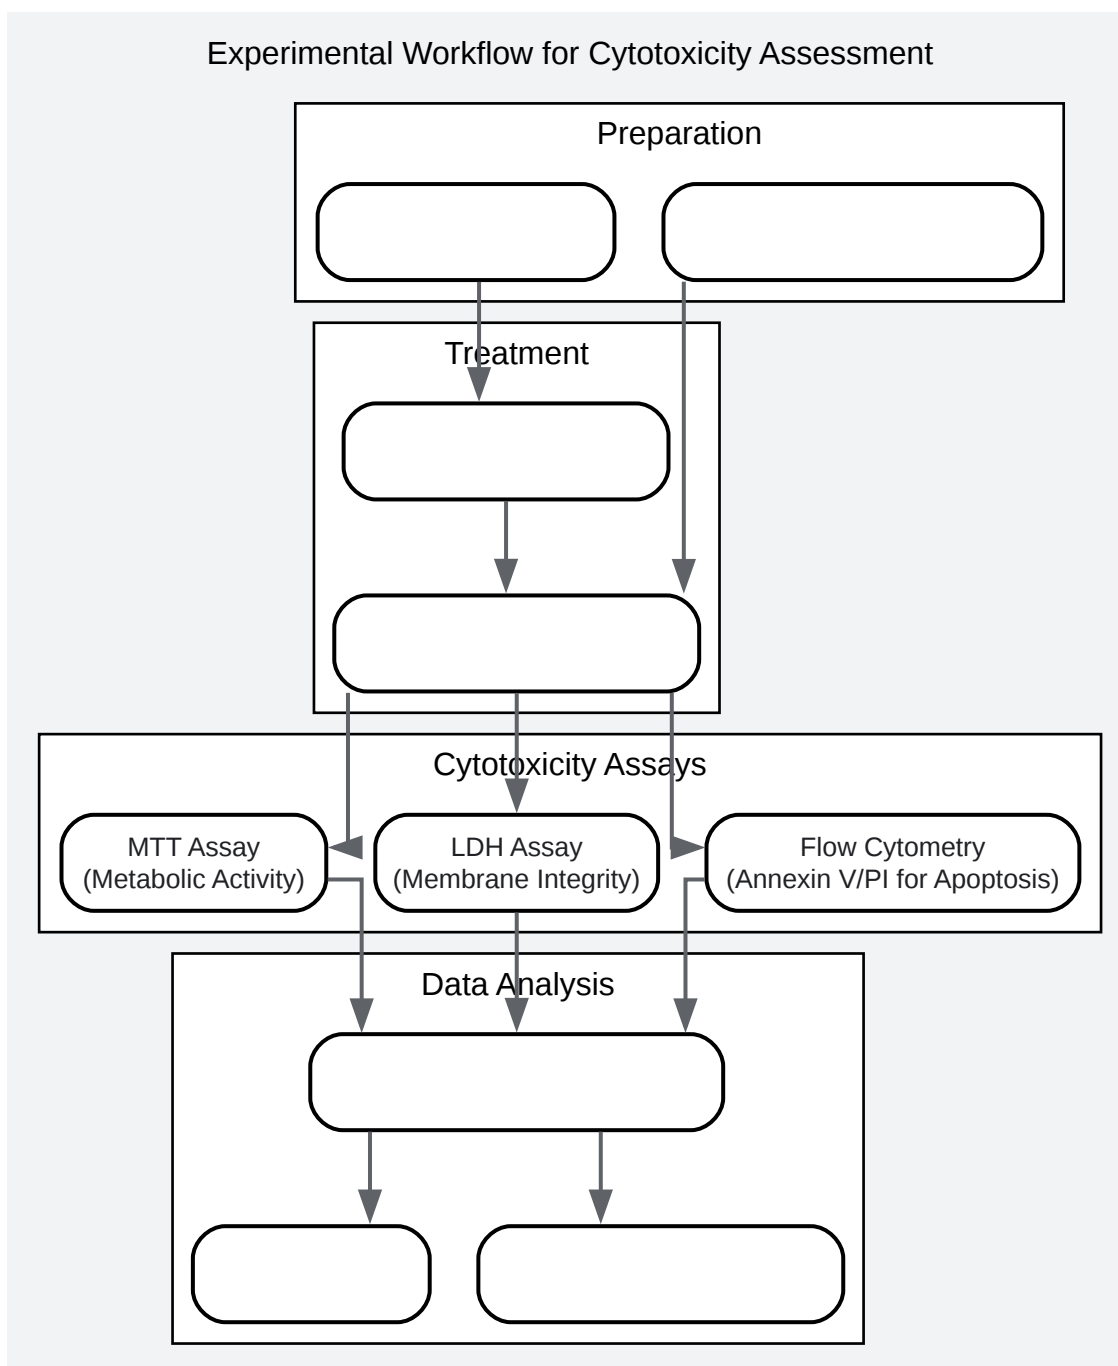 Experimental Workflow for Cytotoxicity Assessment
Preparation
Treatment
Cytotoxicity Assays
MTT Assay
(Metabolic Activity)
LDH Assay
(Membrane Integrity)
Flow Cytometry
(Annexin V/PI for Apoptosis)
Data Analysis